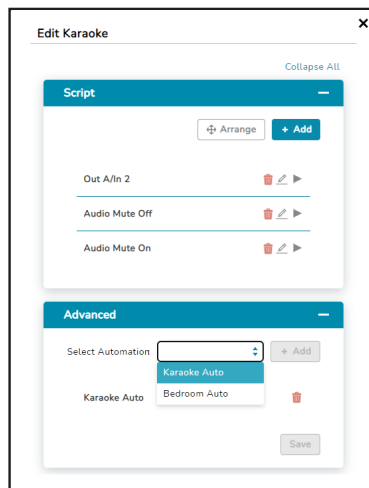 Edit Karaoke
Collapse All
Script
Arrange
+ Add
Out A/In 2
Audio Mute Off
Audio Mute On
Advanced
Select Automation
+ Add
Karaoke Auto
Bedroom Auto
Karaoke Auto
Save